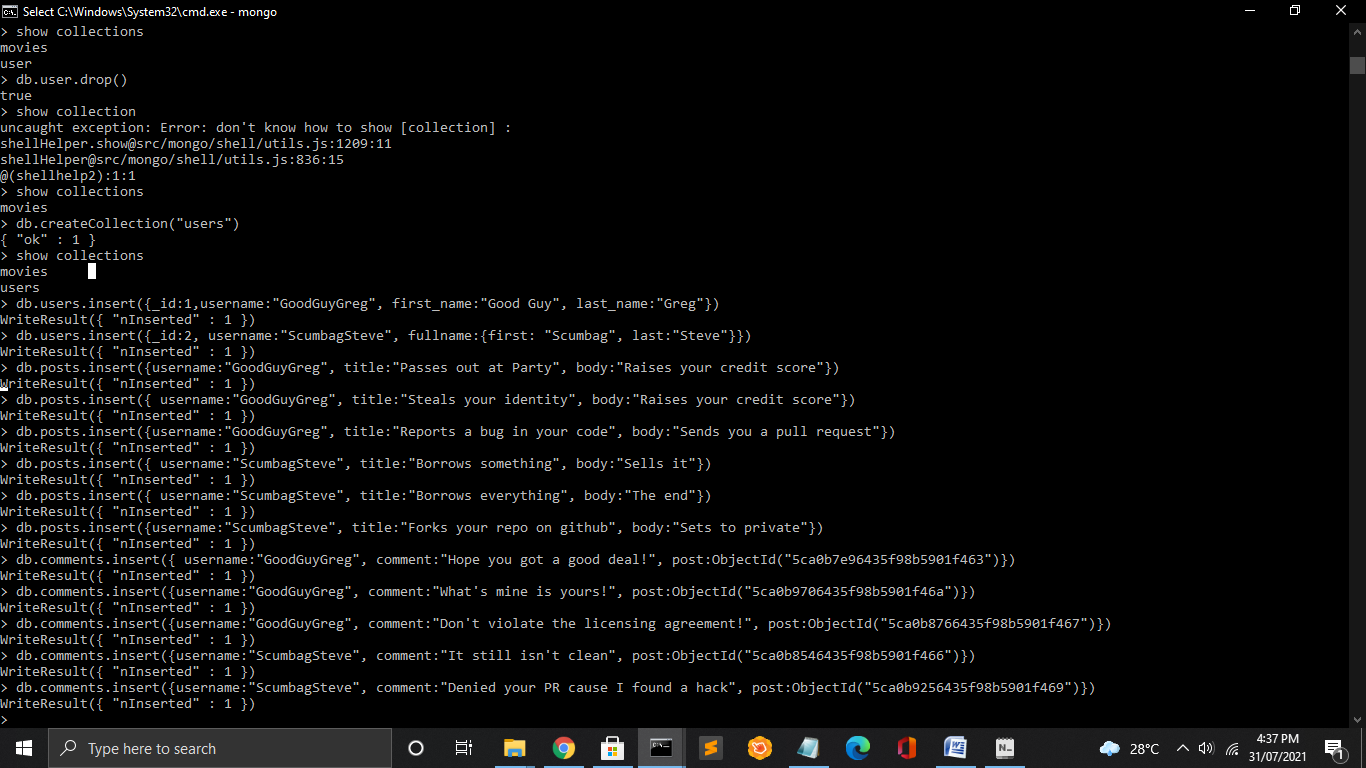 Select C:\Windows\System32\cmd.exe - mongo
> show collections
movies
user
> db.user.drop()
true
> show collection
uncaught exception: Error: don't know how to show [collection] :
shellHelper.show@src/mongo/shell/utils.js:1209:11
shellHelper@src/mongo/shell/utils.js:836:15
@(shellhelp2):1:1
> show collections
movies
> db.createCollection("users")
{ "ok" : 1 }
> show collections
movies
users
> db.users.insert({_id:1,username:"GoodGuyGreg", first_name:"Good Guy", last_name:"Greg"})
WriteResult({ "nInserted" : 1 })
> db.users.insert({_id:2, username:"ScumbagSteve", fullname:{first: "Scumbag", last:"Steve"}})
WriteResult({ "nInserted" : 1 })
> db.posts.insert({username:"GoodGuyGreg", title:"Passes out at Party", body:"Raises your credit score"})
WriteResult({ "nInserted" : 1 })
> db.posts.insert({ username:"GoodGuyGreg", title:"Steals your identity", body:"Raises your credit score"})
WriteResult({ "nInserted" : 1 })
> db.posts.insert({username:"GoodGuyGreg", title:"Reports a bug in your code", body:"Sends you a pull request"})
WriteResult({ "nInserted" : 1 })
> db.posts.insert({ username:"ScumbagSteve", title:"Borrows something", body:"Sells it"})
WriteResult({ "nInserted" : 1 })
> db.posts.insert({ username:"ScumbagSteve", title:"Borrows everything", body:"The end"})
WriteResult({ "nInserted" : 1 })
> db.posts.insert({username:"ScumbagSteve", title:"Forks your repo on github", body:"Sets to private"})
WriteResult({ "nInserted" : 1 })
> db.comments.insert({ username:"GoodGuyGreg", comment:"Hope you got a good deal!", post:ObjectId("5ca0b7e96435f98b5901f463")})
WriteResult({ "nInserted" : 1 })
> db.comments.insert({username:"GoodGuyGreg", comment:"What's mine is yours!", post:ObjectId("5ca0b9706435f98b5901f46a")})
WriteResult({ "nInserted" : 1 })
> db.comments.insert({username:"GoodGuyGreg", comment:"Don't violate the licensing agreement!", post:ObjectId("5ca0b8766435f98b5901f467")})
WriteResult({ "nInserted" : 1 })
> db.comments.insert({username:"ScumbagSteve", comment:"It still isn't clean", post:ObjectId("5ca0b8546435f98b5901f466")})
WriteResult({ "nInserted" : 1 })
> db.comments.insert({username:"ScumbagSteve", comment:"Denied your PR cause I found a hack", post:ObjectId("5ca0b9256435f98b5901f469")})
WriteResult({ "nInserted" : 1 })
>
Type here to search
28°C
4:37 PM
31/07/2021
1